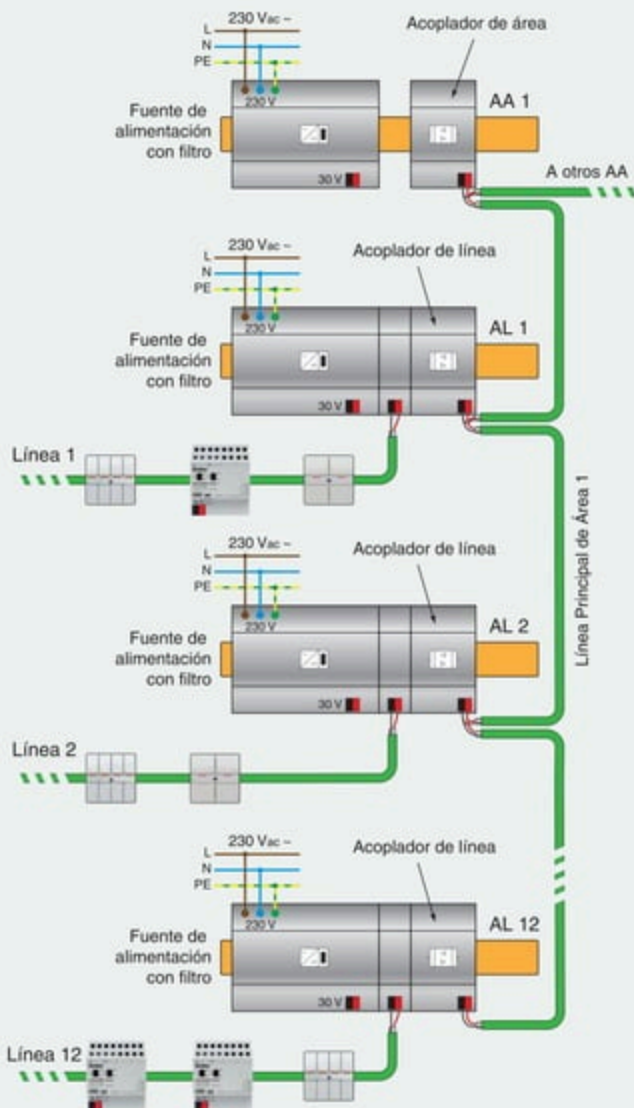 230 Vac ~
L
N
PE
Acoplador de área
AA 1
230 V
Fuente de
alimentación
con filtro
30 V
A otros AA
230 Vac ~
L
N
PE
Acoplador de línea
AL 1
230 V
Fuente de
alimentación
con filtro
30 V
Línea 1
Línea Principal de Área 1
230 Vac ~
L
N
PE
Acoplador de línea
AL 2
230 V
Fuente de
alimentación
con filtro
30 V
Línea 2
230 Vac ~
L
N
PE
Acoplador de línea
AL 12
230 V
Fuente de
alimentación
con filtro
30 V
Línea 12